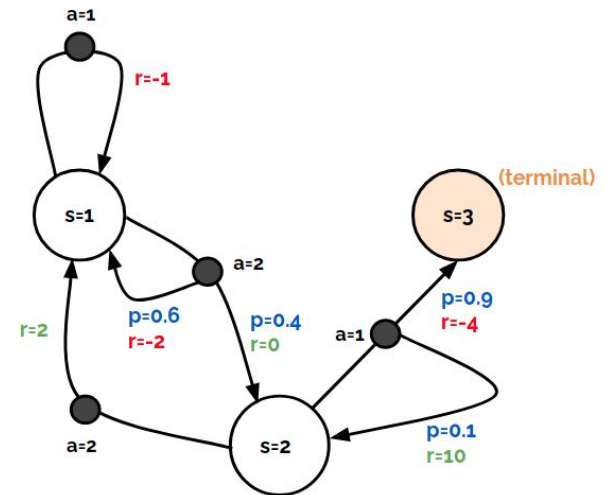 a=1
r=-1
(terminal)
s=1
s=3
a=2
p=0.6
r=-2
p=0.4
r=0
p=0.9
r=-4
a=1
r=2
a=2
s=2
p=0.1
r=10